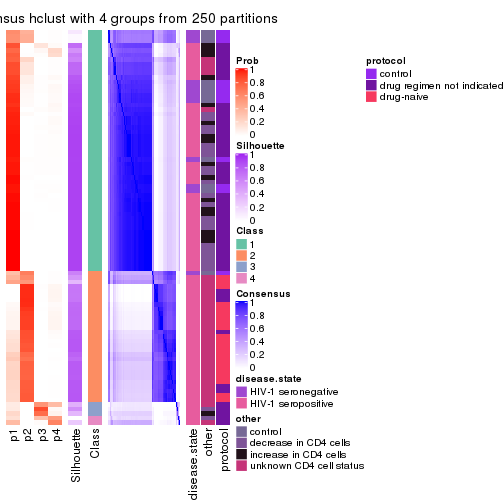 nsus hclust with 4 groups from 250 partitions
Prob
1
0.8
0.6
0.4
0.2
0
Silhouette
1
0.8
0.6
0.4
0.2
0
Class
1
2
3
4
Consensus
1
0.8
0.6
0.4
0.2
0
disease.state
HIV-1 seronegative
HIV-1 seropositive
other
control
decrease in CD4 cells
increase in CD4 cells
unknown CD4 cell status
protocol
control
drug regimen not indicated
drug-naive
p1
p2
p3
p4
Silhouette
Class
disease.state
other
protocol